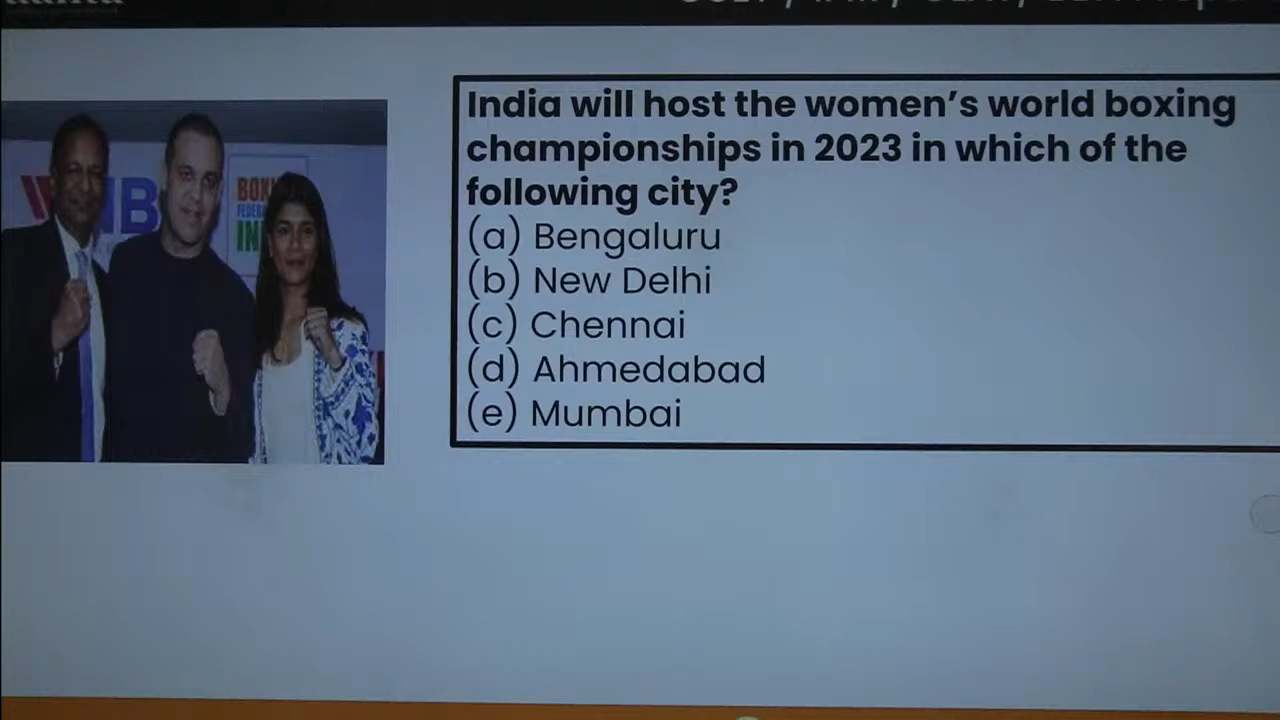 India will host the women's world boxing
championships in 2023 in which of the
following city?
(a) Bengaluru
(b) New Delhi
(c) Chennai
(d) Ahmedabad
(e) Mumbai